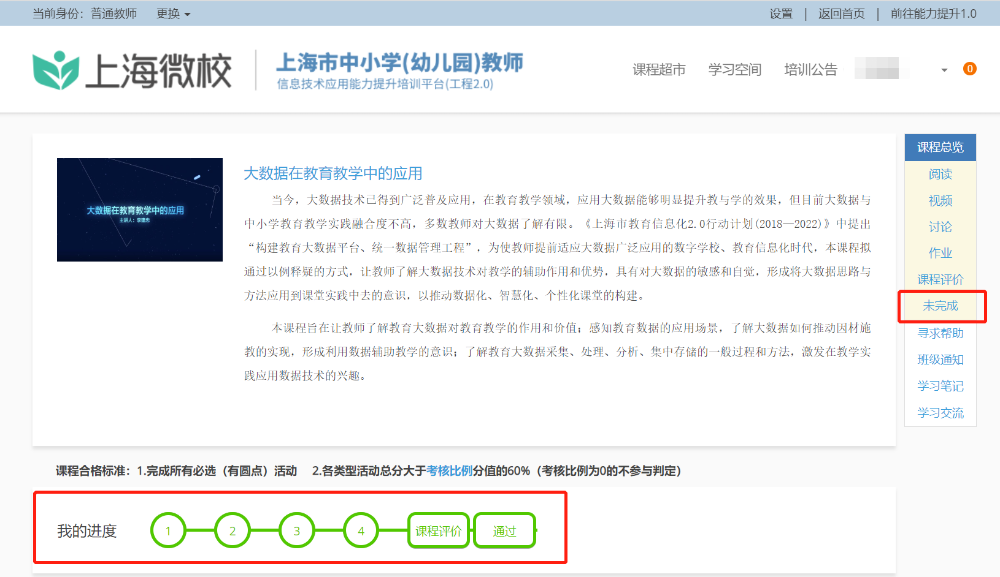 当前身份：普通教师 更换
设置 | 返回首页 | 前往能力提升1.0
上海微校
上海市中小学(幼儿园)教师
信息技术应用能力提升培训平台(工程2.0)
课程超市 学习空间 培训公告 0
大数据在教育教学中的应用
主讲人：李建忠
大数据在教育教学中的应用
当今，大数据技术已得到广泛普及应用，在教育教学领域，应用大数据能够明显提升教与学的效果，但目前大数据与
中小学教育教学实践融合度不高，多数教师对大数据了解有限。《上海市教育信息化2.0行动计划(2018—2022)》中提出
“构建教育大数据平台、统一数据管理工程”，为使教师提前适应大数据广泛应用的数字学校、教育信息化时代，本课程拟
通过以例释疑的方式，让教师了解大数据技术对教学的辅助作用和优势，具有对大数据的敏感和自觉，形成将大数据思路与
方法应用到课堂实践中去的意识，以推动数据化、智慧化、个性化课堂的构建。
本课程旨在让教师了解教育大数据对教育教学的作用和价值；感知教育数据的应用场景，了解大数据如何推动因材施
教的实现，形成利用数据辅助教学的意识；了解教育大数据采集、处理、分析、集中存储的一般过程和方法，激发在教学实
践应用数据技术的兴趣。
课程总览
阅读
视频
讨论
作业
课程评价
未完成
寻求帮助
班级通知
学习笔记
学习交流
课程合格标准：1.完成所有必选（有圆点）活动 2.各类型活动总分大于考核比例分值的60%（考核比例为0的不参与判定）
我的进度 1 2 3 4 课程评价 通过